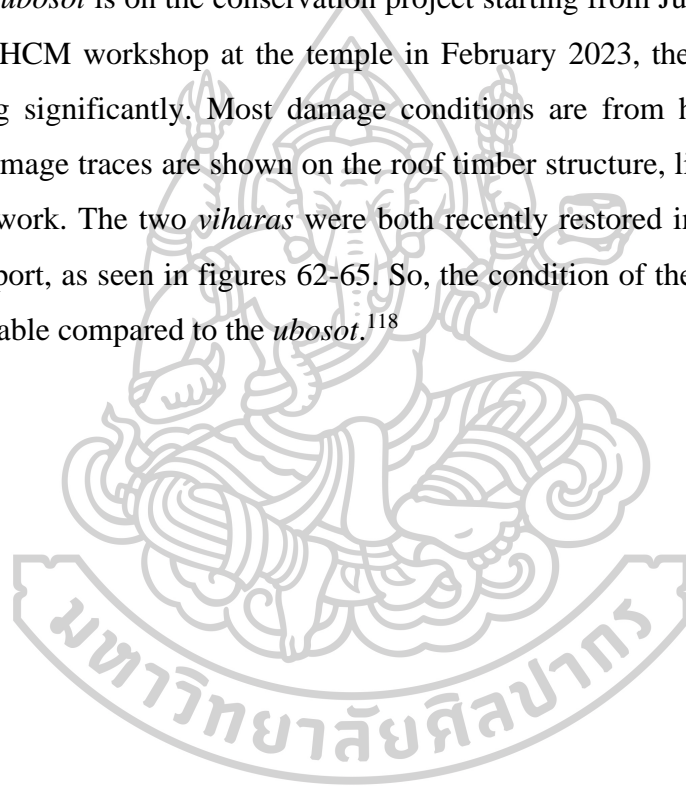 ubosot is on the conservation project starting from Ju
HCM workshop at the temple in February 2023, the
g significantly. Most damage conditions are from h
mage traces are shown on the roof timber structure, li
work. The two viharas were both recently restored in
port, as seen in figures 62-65. So, the condition of the
able compared to the ubosot.118
มหาวิทยาลัยศิลปากร